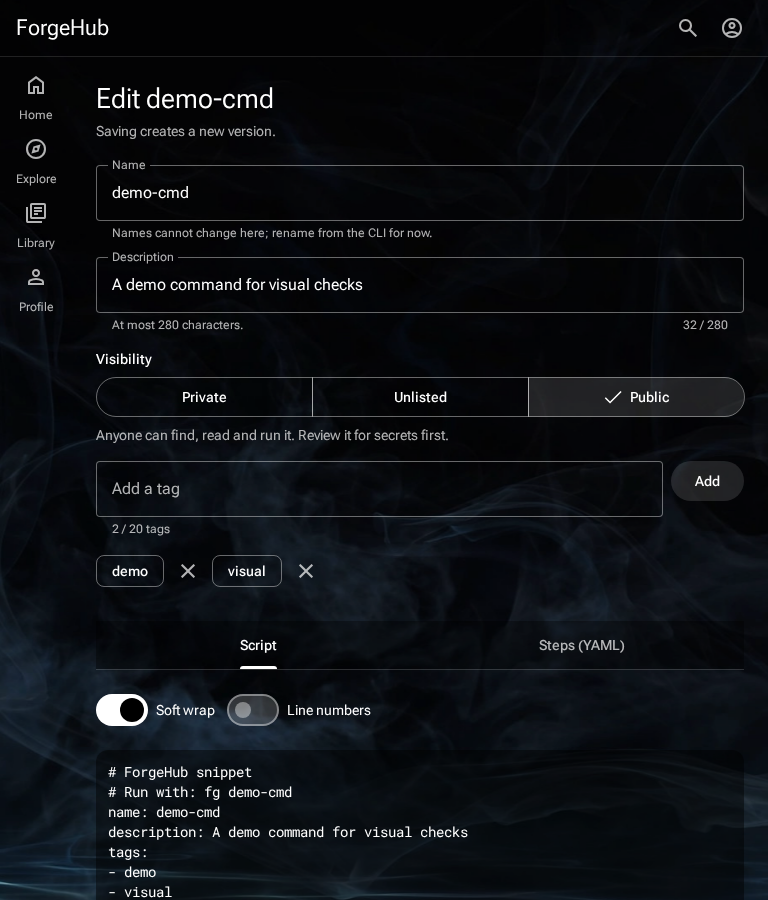 ForgeHub
Home
Explore
Library
Profile
Edit demo-cmd
Saving creates a new version.
Name
demo-cmd
Names cannot change here; rename from the CLI for now.
Description
A demo command for visual checks
At most 280 characters.
32 / 280
Visibility
Private
Unlisted
Public
Anyone can find, read and run it. Review it for secrets first.
Add a tag
Add
2 / 20 tags
demo
visual
Script
Steps (YAML)
Soft wrap
Line numbers
# ForgeHub snippet
# Run with: fg demo-cmd
name: demo-cmd
description: A demo command for visual checks
tags:
- demo
- visual